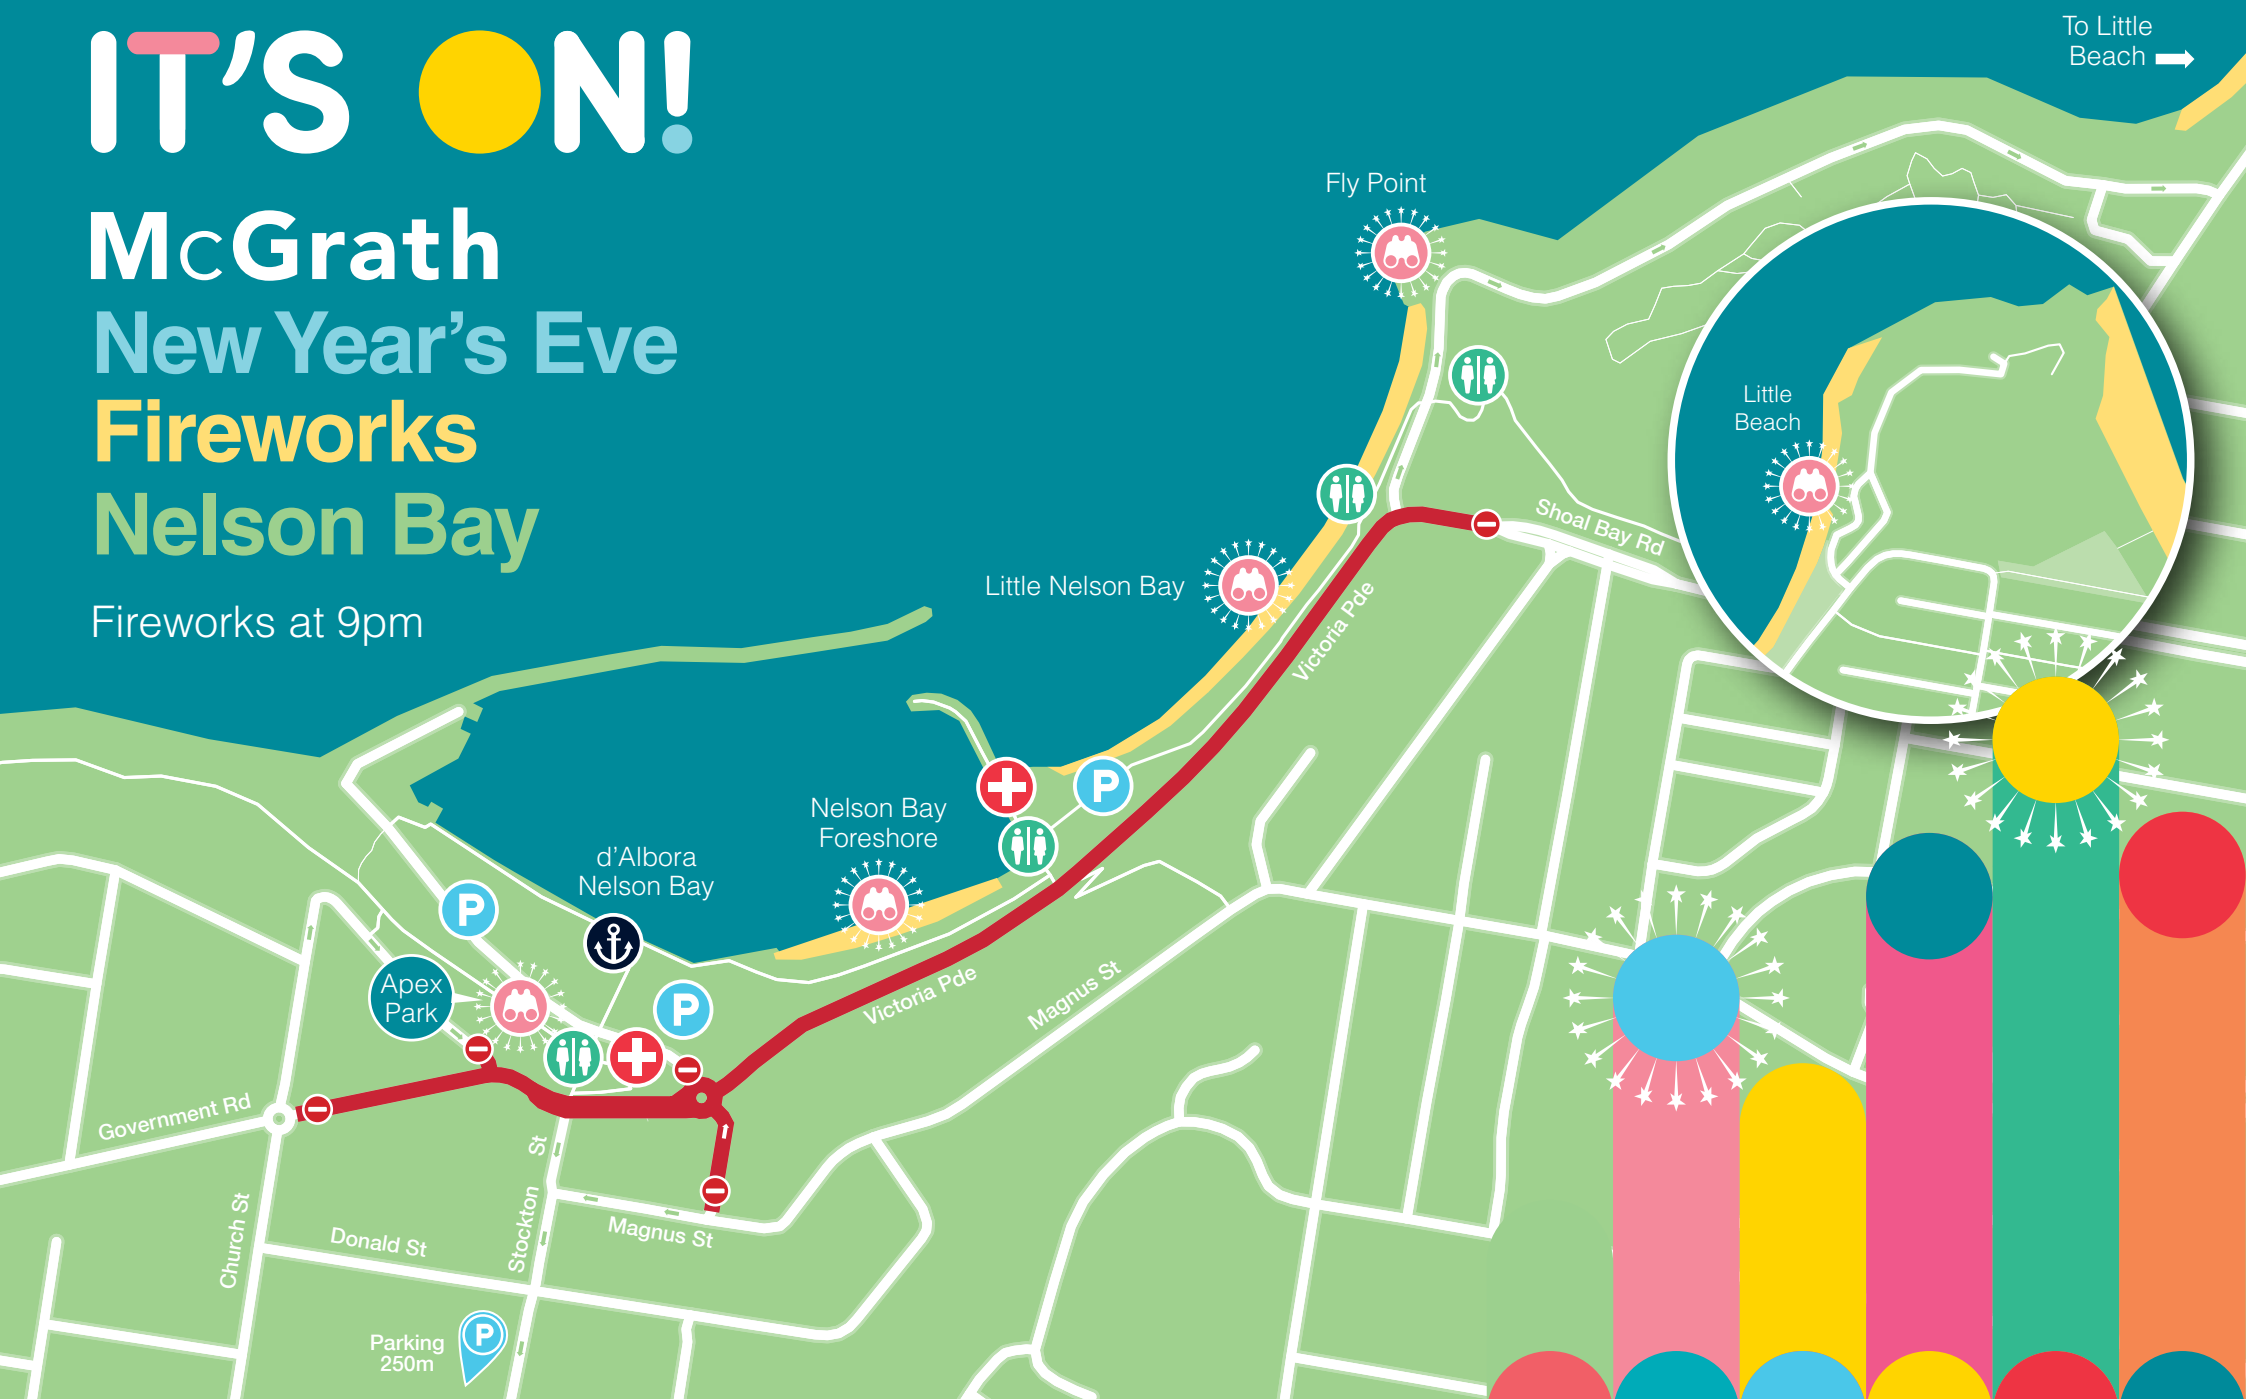 IT'S ON!
McGrath
New Year's Eve
Fireworks
Nelson Bay
Fireworks at 9pm
To Little
Beach
Fly Point
Little
Beach
Shoal Bay Rd
Little Nelson Bay
Victoria Pde
P
Nelson Bay
Foreshore
d'Albora
Nelson Bay
P
Apex
Park
P
Victoria Pde
Magnus St
Government Rd
Stockton St
Church St
Donald St
Magnus St
Parking
250m
P